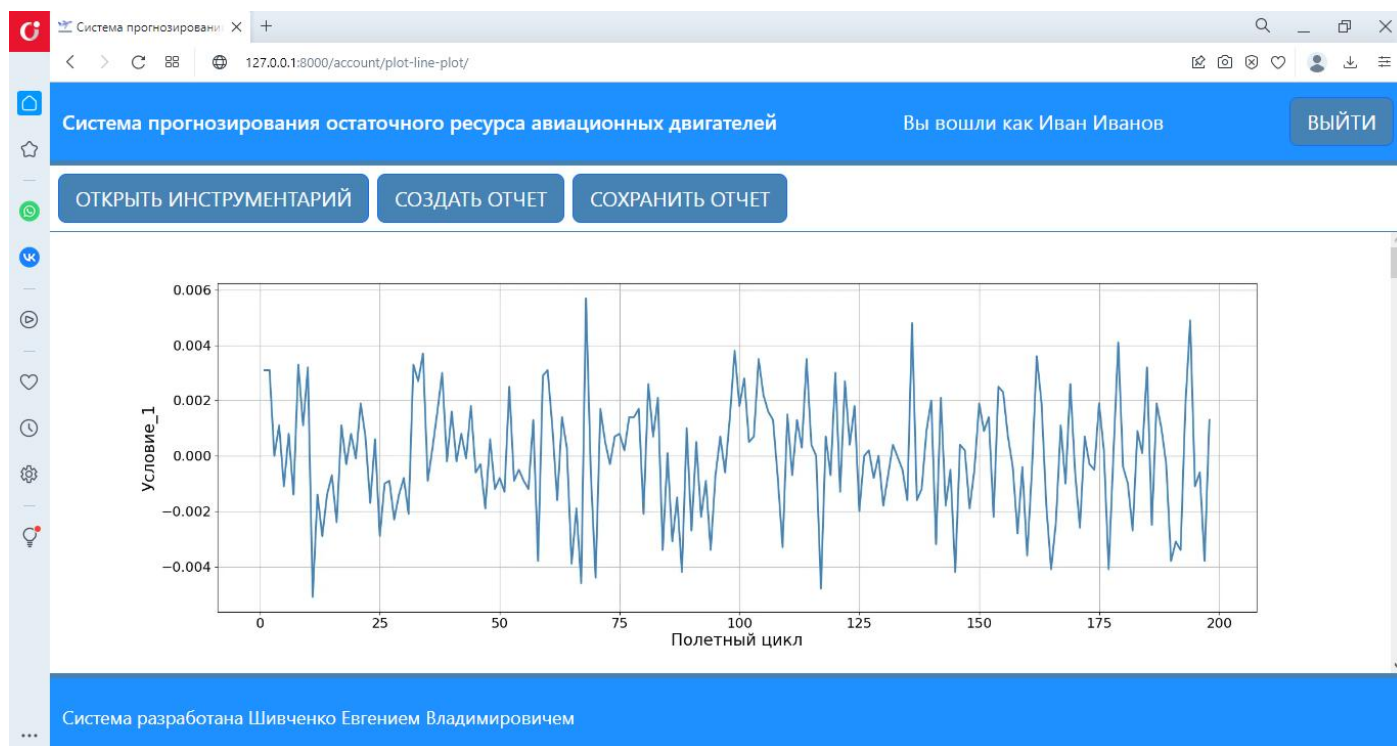 Система прогнозировани
127.0.0.1:8000/account/plot-line-plot/
Система прогнозирования остаточного ресурса авиационных двигателей
Вы вошли как Иван Иванов
ВЫЙТИ
ОТКРЫТЬ ИНСТРУМЕНТАРИЙ
СОЗДАТЬ ОТЧЕТ
СОХРАНИТЬ ОТЧЕТ
0.006
0.004
0.002
0.000
−0.002
−0.004
Условие_1
0 25 50 75 100 125 150 175 200
Полетный цикл
Система разработана Шивченко Евгением Владимировичем